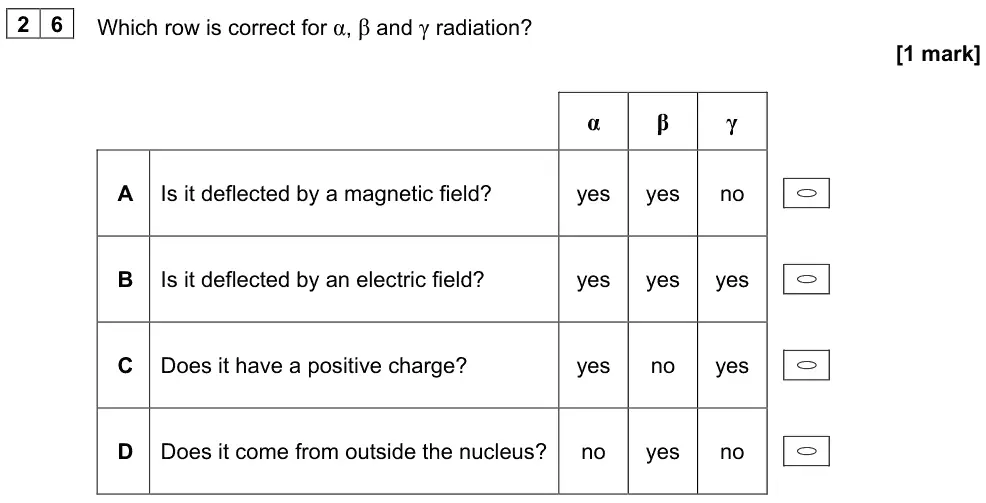 2 6 Which row is correct for α, β and γ radiation?
[1 mark]
α β γ
A Is it deflected by a magnetic field? yes yes no
B Is it deflected by an electric field? yes yes yes
C Does it have a positive charge? yes no yes
D Does it come from outside the nucleus? no yes no